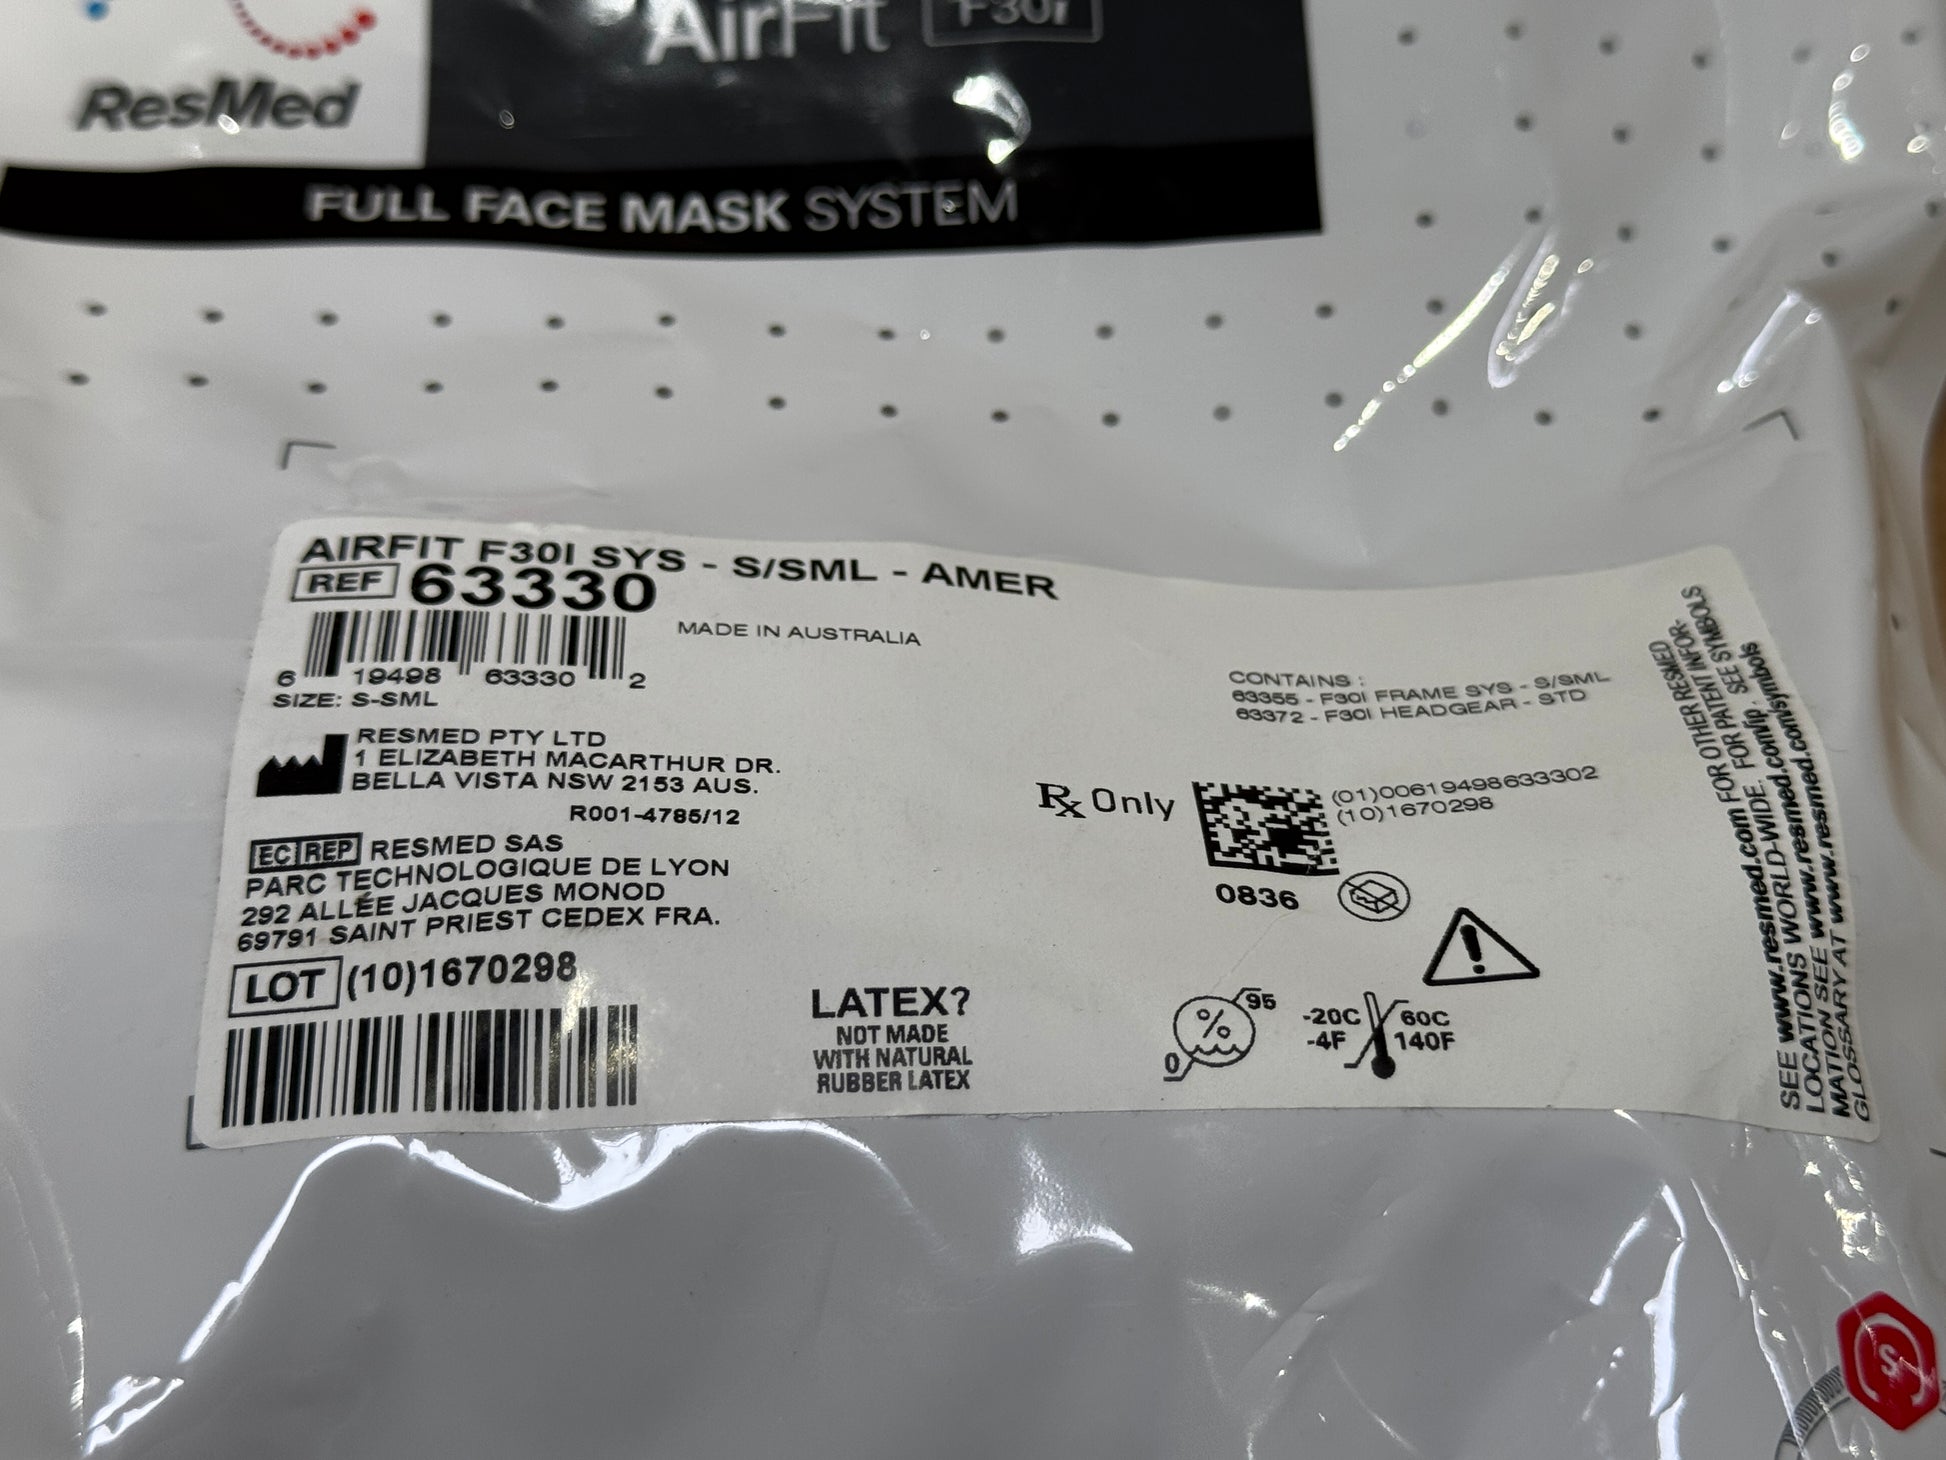 ResMed
AirFit F30i
FULL FACE MASK SYSTEM
AIRFIT F30I SYS - S/SML - AMER
REF 63330
MADE IN AUSTRALIA
6 19498 63330 2
SIZE: S-SML
RESMED PTY LTD
1 ELIZABETH MACARTHUR DR.
BELLA VISTA NSW 2153 AUS.
R001-4785/12
EC REP RESMED SAS
PARC TECHNOLOGIQUE DE LYON
292 ALLÉE JACQUES MONOD
69791 SAINT PRIEST CEDEX FRA.
LOT (10)1670298
LATEX?
NOT MADE
WITH NATURAL
RUBBER LATEX
CONTAINS :
63355 - F30I FRAME SYS - S/SML
63372 - F30I HEADGEAR - STD
Rx Only
(01)00619498633302
(10)1670298
0836
% 95
0
-20C 60C
-4F 140F
SEE www.resmed.com FOR OTHER RESMED
LOCATIONS WORLD-WIDE. FOR PATENT INFOR-
MATION SEE www.resmed.com/ip. SEE SYMBOLS
GLOSSARY AT www.resmed.com/symbols
S